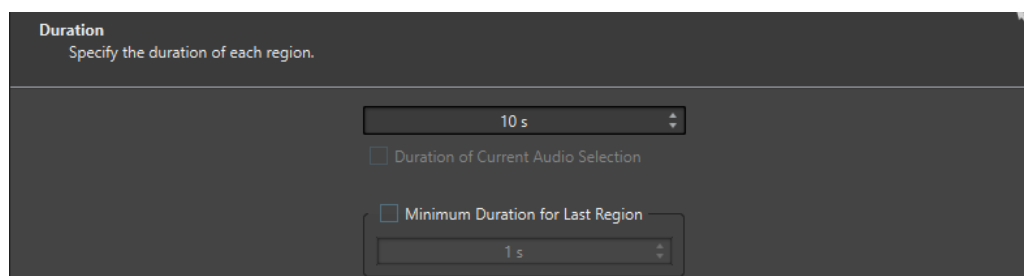 Duration
Specify the duration of each region.
10 s
Duration of Current Audio Selection
Minimum Duration for Last Region
1 s